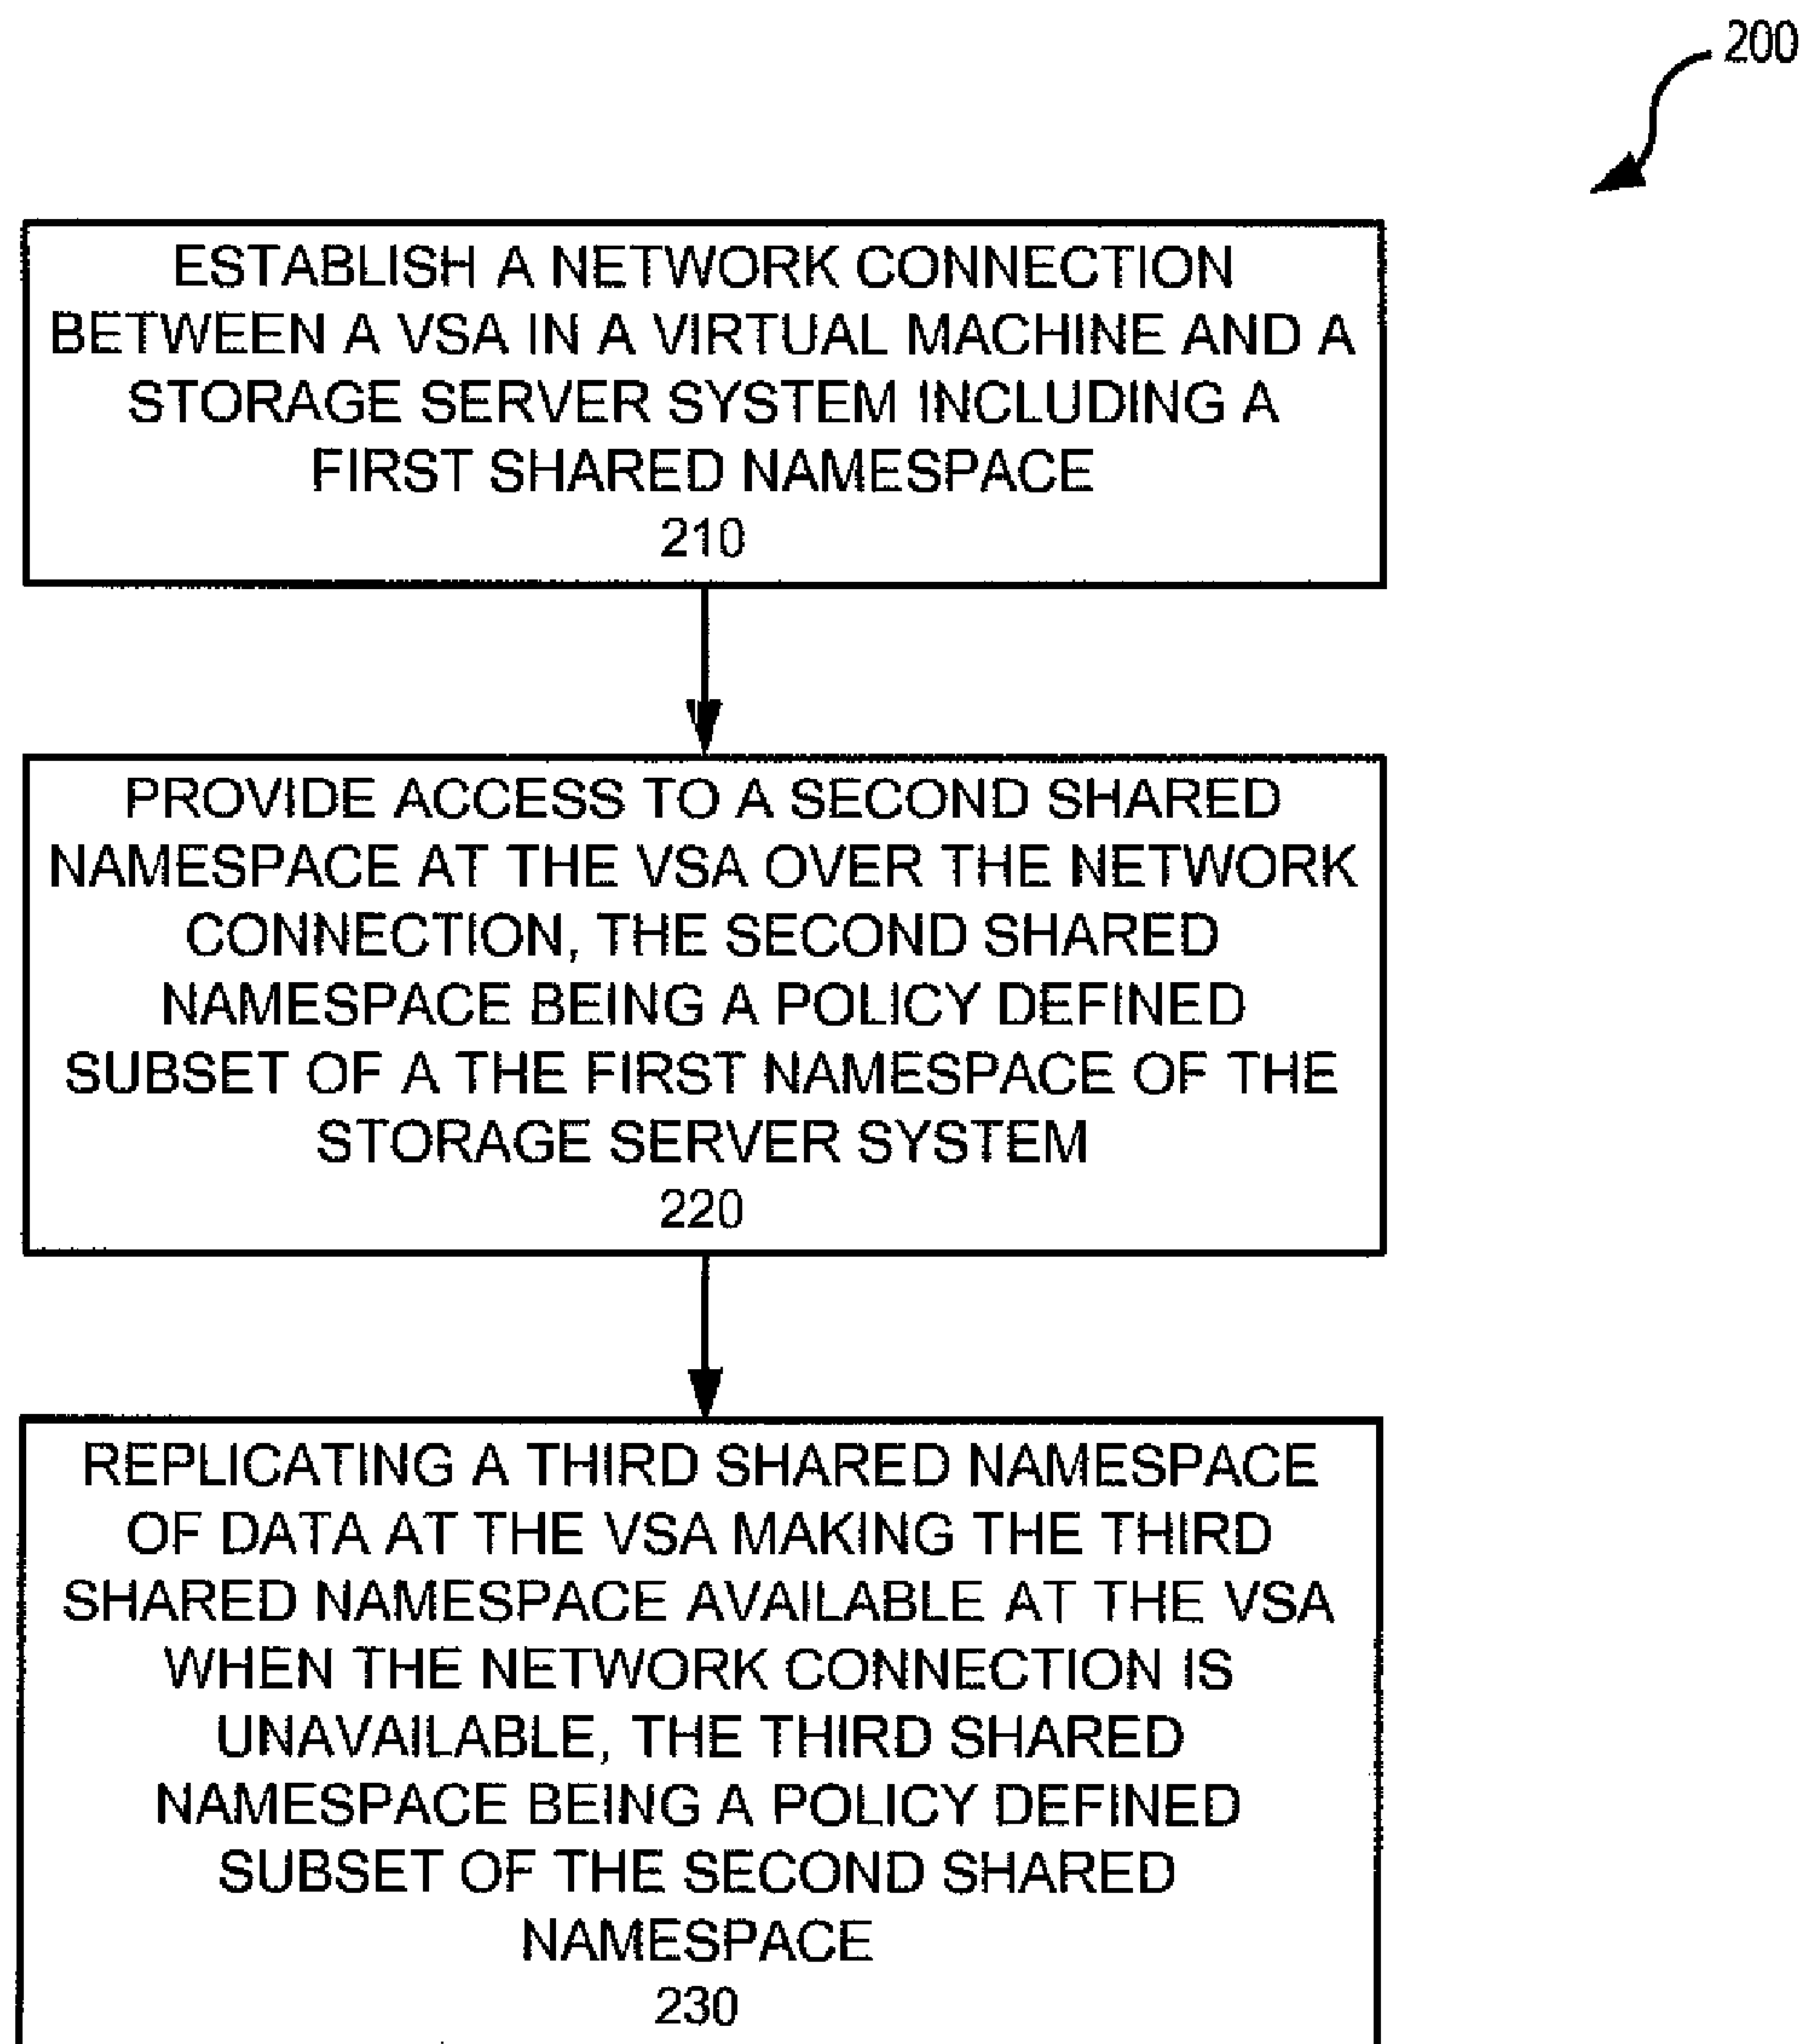 200
ESTABLISH A NETWORK CONNECTION
BETWEEN A VSA IN A VIRTUAL MACHINE AND A
STORAGE SERVER SYSTEM INCLUDING A
FIRST SHARED NAMESPACE
210
PROVIDE ACCESS TO A SECOND SHARED
NAMESPACE AT THE VSA OVER THE NETWORK
CONNECTION, THE SECOND SHARED
NAMESPACE BEING A POLICY DEFINED
SUBSET OF A THE FIRST NAMESPACE OF THE
STORAGE SERVER SYSTEM
220
REPLICATING A THIRD SHARED NAMESPACE
OF DATA AT THE VSA MAKING THE THIRD
SHARED NAMESPACE AVAILABLE AT THE VSA
WHEN THE NETWORK CONNECTION IS
UNAVAILABLE, THE THIRD SHARED
NAMESPACE BEING A POLICY DEFINED
SUBSET OF THE SECOND SHARED
NAMESPACE
230